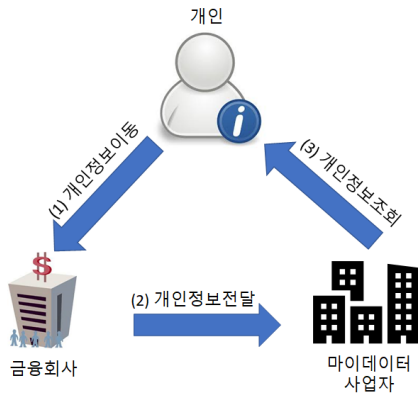 개인
i
(1) 개인정보이동
(3) 개인정보조회
$
(2) 개인정보전달
금융회사
마이데이터
사업자